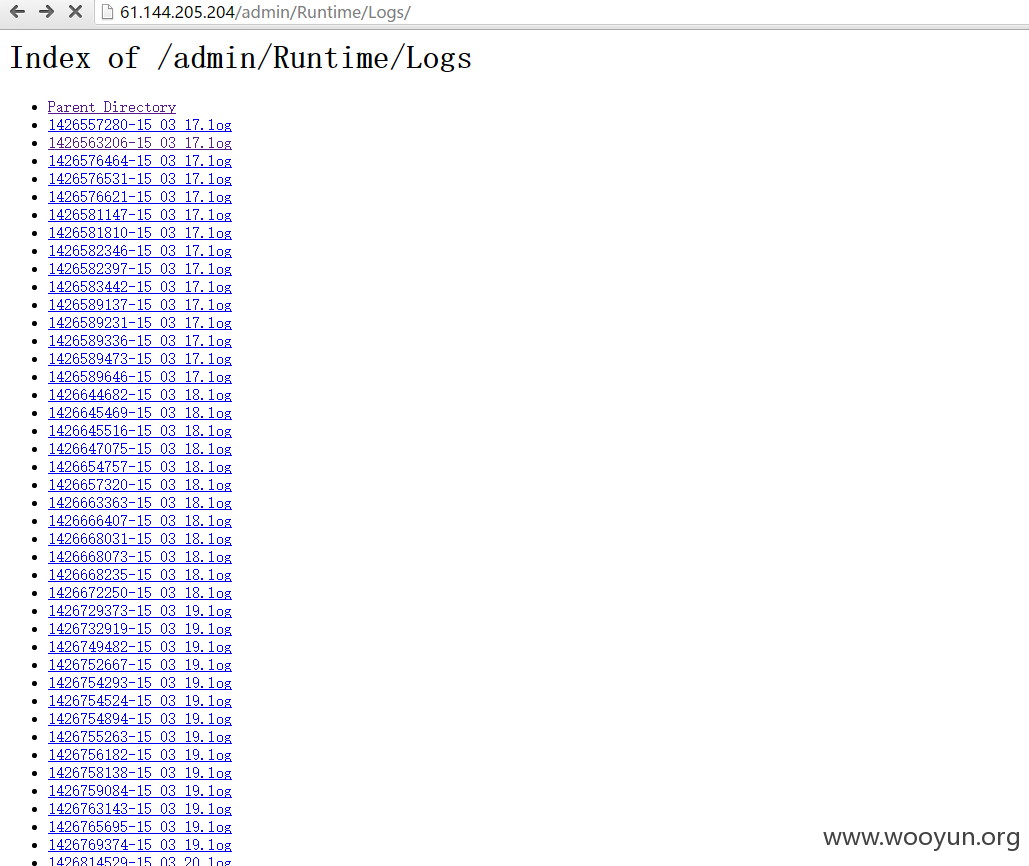 61.144.205.204/admin/Runtime/Logs/
Index of /admin/Runtime/Logs
Parent Directory
1426557280-15_03_17.log
1426563206-15_03_17.log
1426576464-15_03_17.log
1426576531-15_03_17.log
1426576621-15_03_17.log
1426581147-15_03_17.log
1426581810-15_03_17.log
1426582346-15_03_17.log
1426582397-15_03_17.log
1426583442-15_03_17.log
1426589137-15_03_17.log
1426589231-15_03_17.log
1426589336-15_03_17.log
1426589473-15_03_17.log
1426589646-15_03_17.log
1426644682-15_03_18.log
1426645469-15_03_18.log
1426645516-15_03_18.log
1426647075-15_03_18.log
1426654757-15_03_18.log
1426657320-15_03_18.log
1426663363-15_03_18.log
1426666407-15_03_18.log
1426668031-15_03_18.log
1426668073-15_03_18.log
1426668235-15_03_18.log
1426672250-15_03_18.log
1426729373-15_03_19.log
1426732919-15_03_19.log
1426749482-15_03_19.log
1426752667-15_03_19.log
1426754293-15_03_19.log
1426754524-15_03_19.log
1426754894-15_03_19.log
1426755263-15_03_19.log
1426756182-15_03_19.log
1426758138-15_03_19.log
1426759084-15_03_19.log
1426763143-15_03_19.log
1426765695-15_03_19.log
1426769374-15_03_19.log
1426814529-15_03_20.log
www.wooyun.org